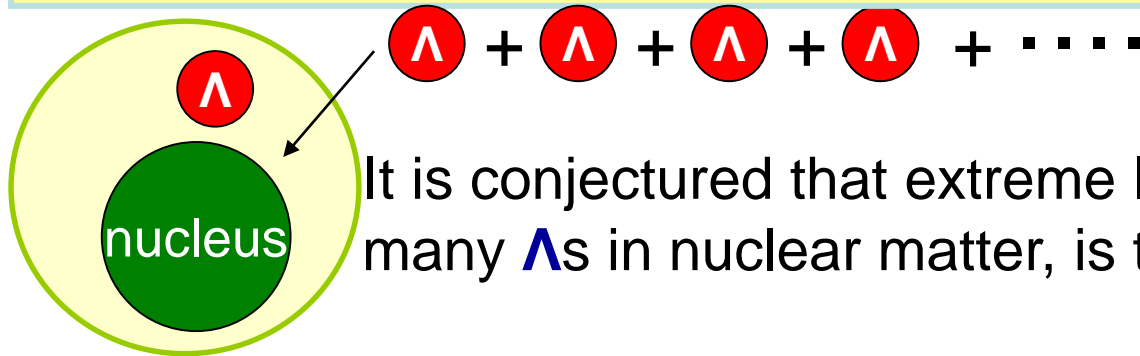 Λ + Λ + Λ + Λ + ····
Λ
It is conjectured that extreme
nucleus
many Λs in nuclear matter, is